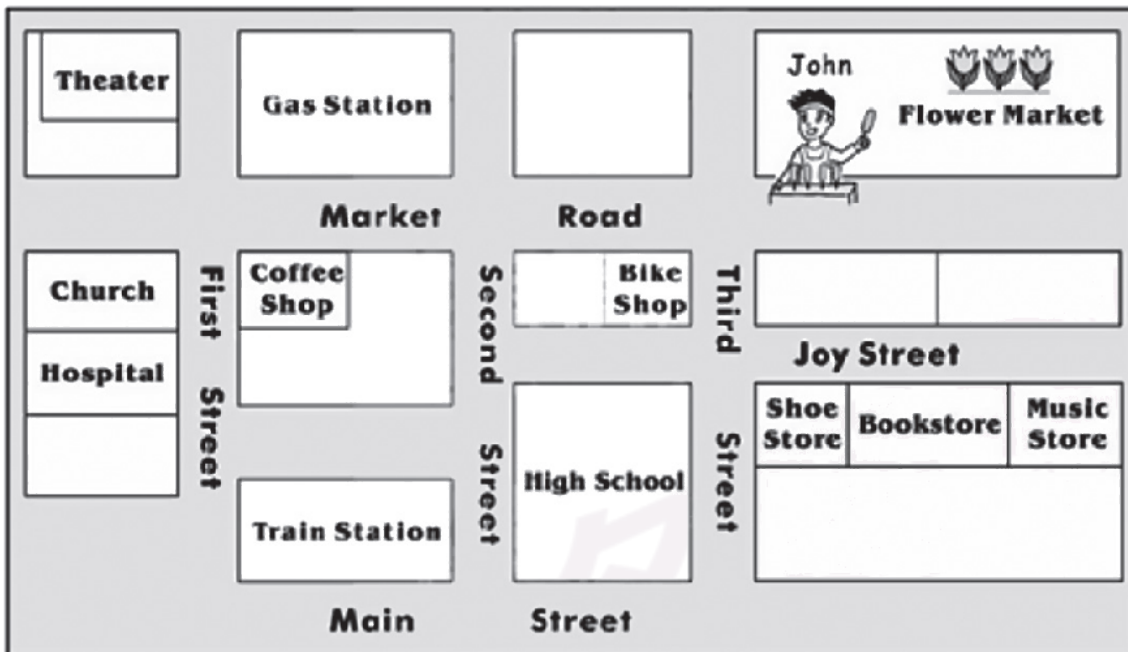 Theater
Gas Station
John
Flower Market
Market Road
Church
Hospital
First Street
Coffee
Shop
Second Street
Bike
Shop
Third Street
Joy Street
Shoe
Store
Bookstore
Music
Store
High School
Train Station
Main Street